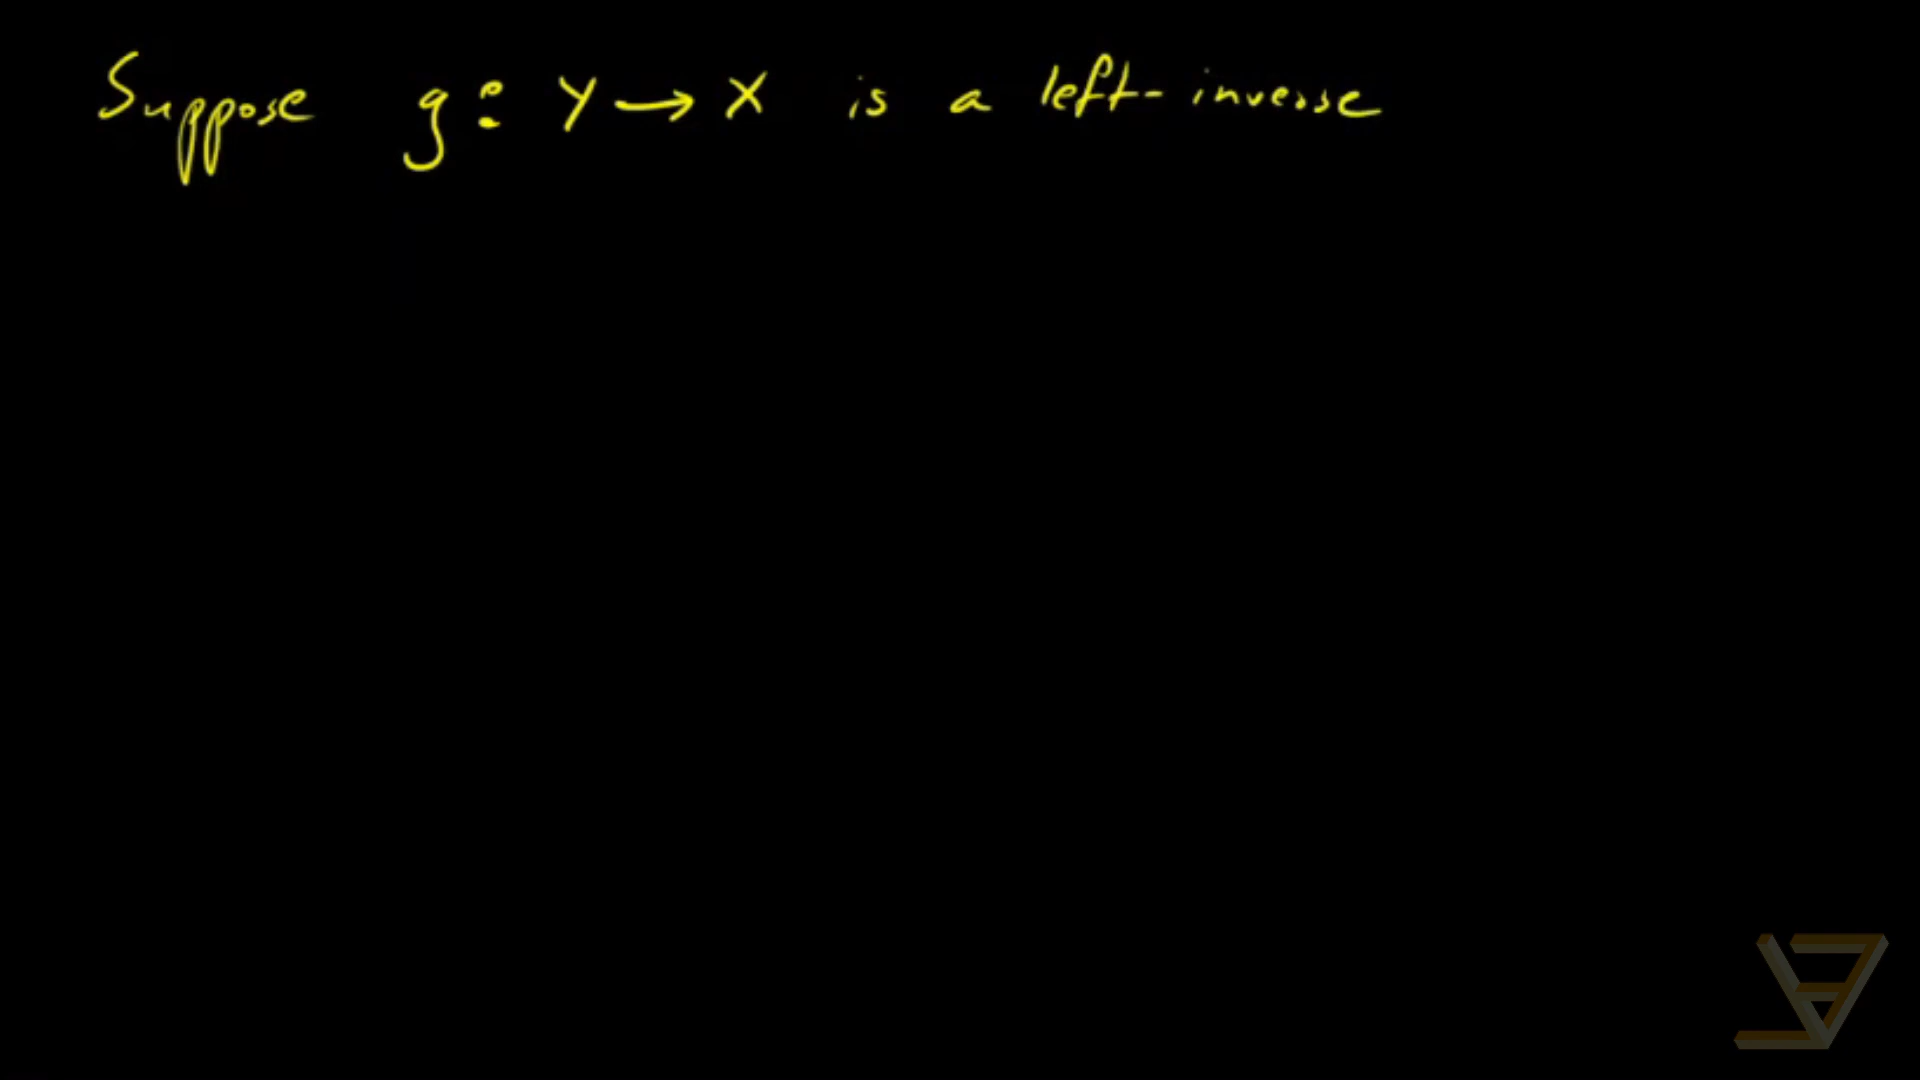 Suppose g: Y → X is a left-inverse